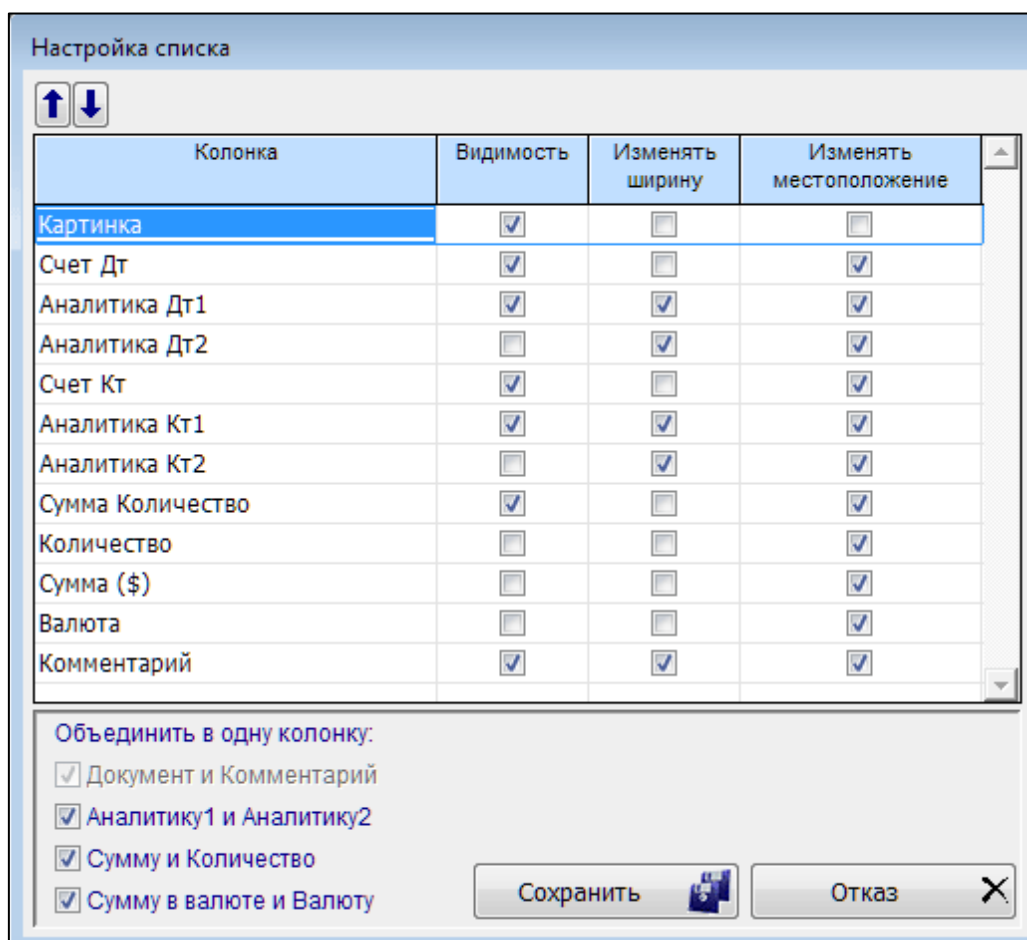 Настройка списка
Колонка Видимость Изменять ширину Изменять местоположение
Картинка
Счет Дт
Аналитика Дт1
Аналитика Дт2
Счет Кт
Аналитика Кт1
Аналитика Кт2
Сумма Количество
Количество
Сумма ($)
Валюта
Комментарий
Объединить в одну колонку:
Документ и Комментарий
Аналитику1 и Аналитику2
Сумму и Количество
Сумму в валюте и Валюту
Сохранить Отказ